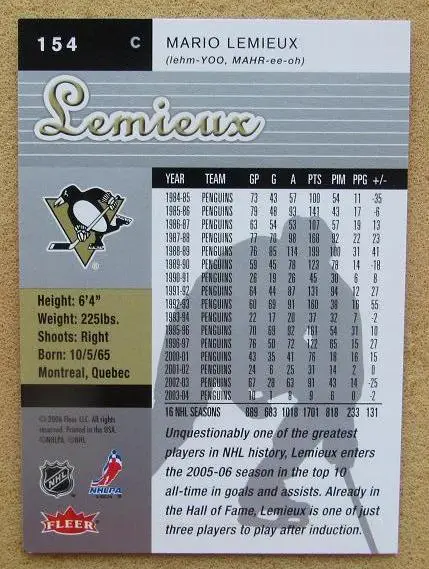 154 C MARIO LEMIEUX
(lehm-YOO, MAHR-ee-oh)
Lemieux
YEAR TEAM GP G A PTS PIM PPG +/-
1984-85 PENGUINS 73 43 57 100 54 11 -35
1985-86 PENGUINS 79 48 93 141 43 17 -6
1986-87 PENGUINS 63 54 53 107 57 19 13
1987-88 PENGUINS 77 70 98 168 92 22 23
1988-89 PENGUINS 76 85 114 199 100 31 41
1989-90 PENGUINS 59 45 78 123 78 14 -18
1990-91 PENGUINS 26 19 26 45 30 6 8
1991-92 PENGUINS 64 44 87 131 12 27
1992-93 PENGUINS 60 69 91 160 38 16 55
1993-94 PENGUINS 22 17 20 37 32 -2
1995-96 PENGUINS 70 69 92 161 54 31 10
1996-97 PENGUINS 76 50 72 122 65 15 27
2000-01 PENGUINS 43 35 41 76 18 16 15
2001-02 PENGUINS 24 6 25 31 14 2 0
2002-03 PENGUINS 67 28 63 91 43 14 -25
2003-04 PENGUINS 10 8 9 6 -2
16 NHL SEASONS 889 683 1018 1701 818 233 131
Height: 6'4"
Weight: 225lbs.
Shoots: Right
Born: 10/5/65
Montreal, Quebec
© 2006 Fleer LLC. All rights
reserved. Printed in the USA.
©NHLPA. ©NHL
NHL
NHLPA
FLEER
Unquestionably one of the greatest
players in NHL history, Lemieux enters
the 2005-06 season in the top 10
all-time in goals and assists. Already in
the Hall of Fame, Lemieux is one of just
three players to play after induction.